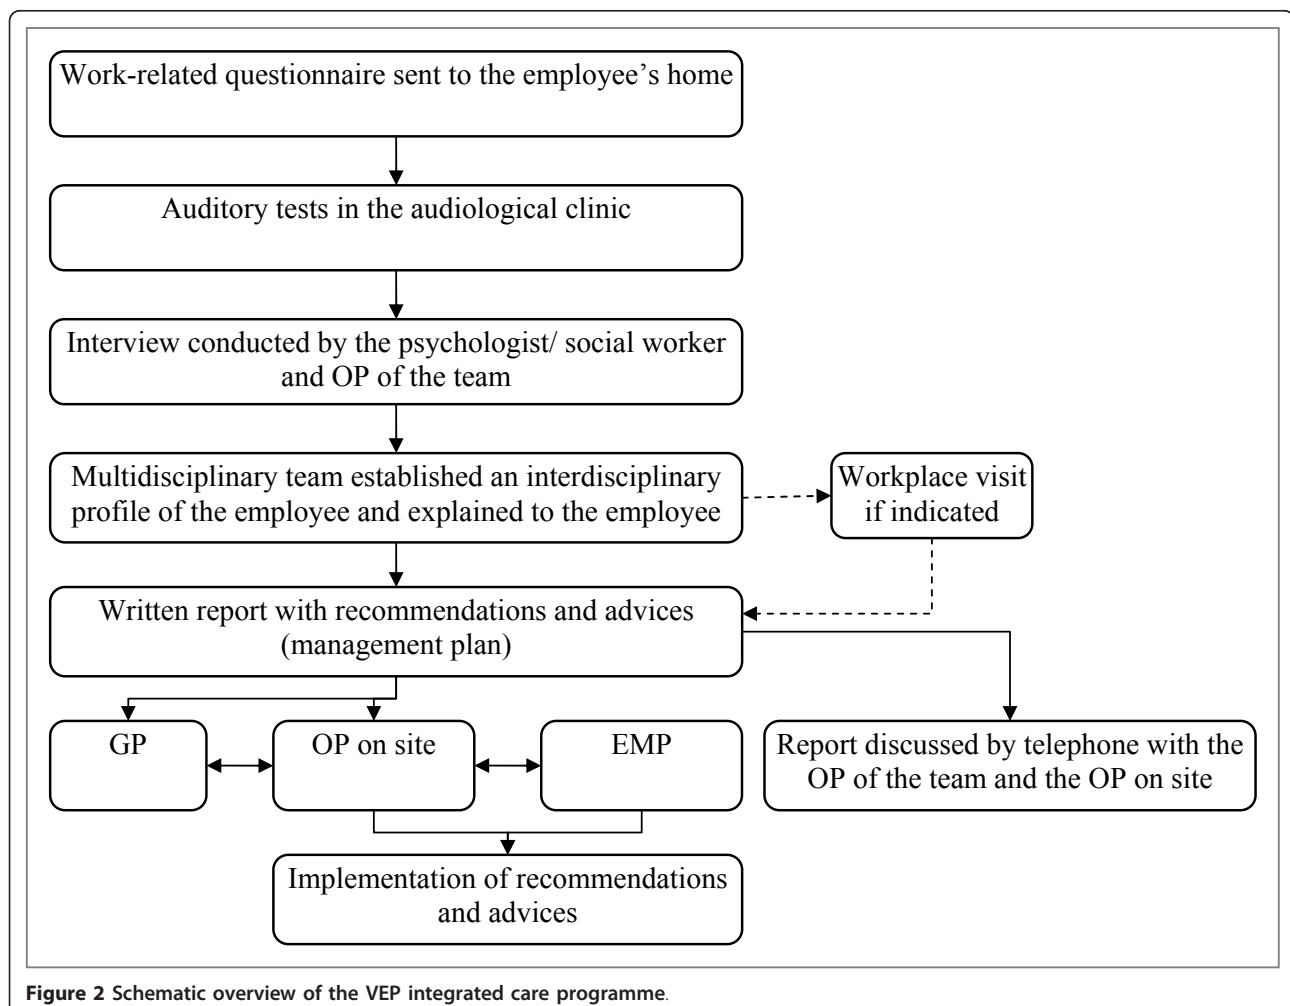 Work-related questionnaire sent to the employee's home
Auditory tests in the audiological clinic
Interview conducted by the psychologist/ social worker
and OP of the team
Multidisciplinary team established an interdisciplinary
profile of the employee and explained to the employee
Workplace visit
if indicated
Written report with recommendations and advices
(management plan)
GP
OP on site
EMP
Report discussed by telephone with the
OP of the team and the OP on site
Implementation of recommendations
and advices
Figure 2 Schematic overview of the VEP integrated care programme.